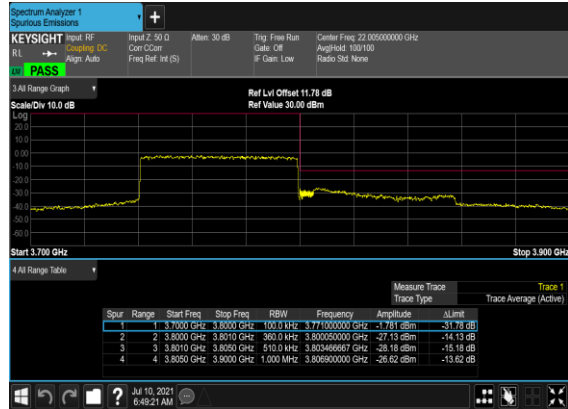 Spectrum Analyzer 1
Spurious Emissions
+
KEYSIGHT Input: RF Input Z: 50 Ω Atten: 30 dB Trig: Free Run Center Freq: 22.005000000 GHz
RL Coupling: DC Corr CCorr Gate: Off Avg|Hold: 100/100
Align: Auto Freq Ref: Int (S) IF Gain: Low Radio Std: None
PASS
3 All Range Graph
Ref Lvl Offset 11.78 dB
Scale/Div 10.0 dB Ref Value 30.00 dBm
Log
20.0
10.0
0.00
-10.0
-20.0
-30.0
-40.0
-50.0
-60.0
Start 3.700 GHz Stop 3.900 GHz
4 All Range Table
Measure Trace Trace 1
Trace Type Trace Average (Active)
Spur Range Start Freq Stop Freq RBW Frequency Amplitude ΔLimit
1 1 3.7000 GHz 3.8000 GHz 100.0 kHz 3.771000000 GHz -1.781 dBm -31.78 dB
2 2 3.8000 GHz 3.8010 GHz 360.0 kHz 3.800050000 GHz -27.13 dBm -14.13 dB
3 3 3.8010 GHz 3.8050 GHz 510.0 kHz 3.803466667 GHz -28.18 dBm -15.18 dB
4 4 3.8050 GHz 3.9000 GHz 1.000 MHz 3.806900000 GHz -26.62 dBm -13.62 dB
? Jul 10, 2021
6:49:21 AM